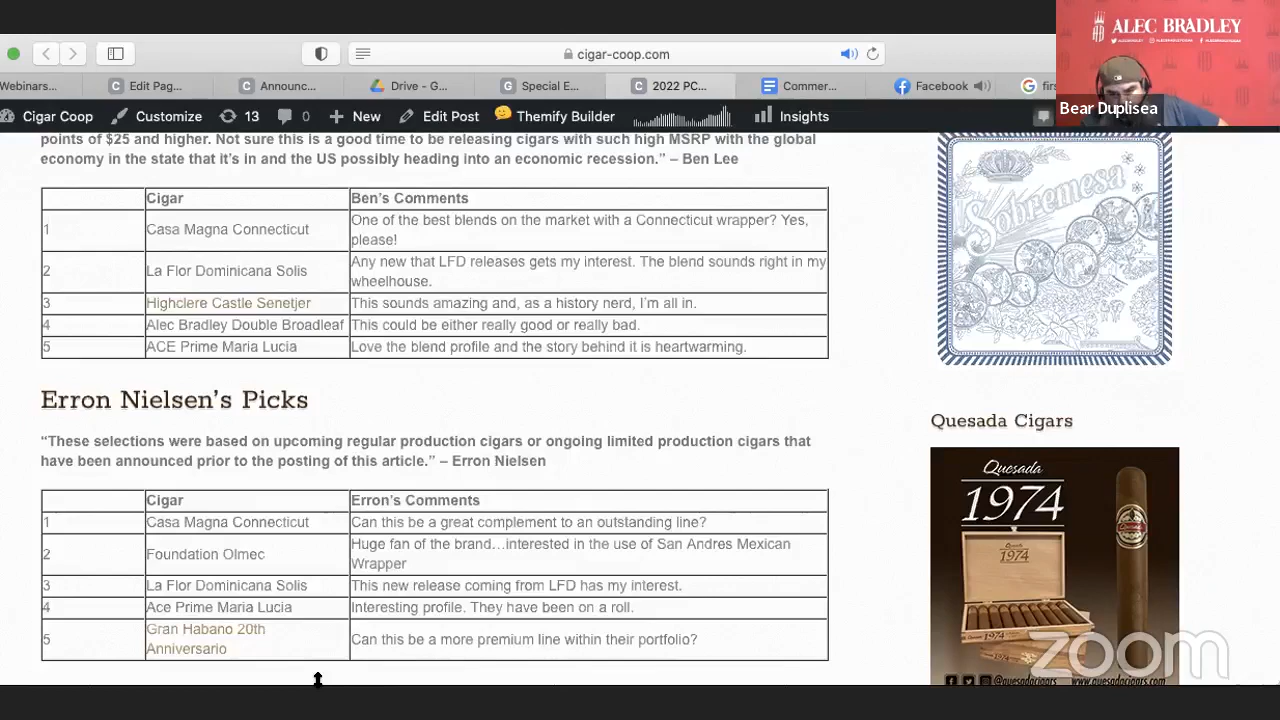 ALEC BRADLEY
cigar-coop.com
Webinars...
Edit Pag...
Announc...
Drive - G...
Special E...
2022 PC...
Commer...
Facebook
firs
Bear Duplisea
Cigar Coop
Customize
13
0
New
Edit Post
Themify Builder
Insights
points of $25 and higher. Not sure this is a good time to be releasing cigars with such high MSRP with the global
economy in the state that it's in and the US possibly heading into an economic recession.” – Ben Lee
Cigar Ben's Comments
1 Casa Magna Connecticut One of the best blends on the market with a Connecticut wrapper? Yes,
please!
2 La Flor Dominicana Solis Any new that LFD releases gets my interest. The blend sounds right in my
wheelhouse.
3 Highclere Castle Senetjer This sounds amazing and, as a history nerd, I'm all in.
4 Alec Bradley Double Broadleaf This could be either really good or really bad.
5 ACE Prime Maria Lucia Love the blend profile and the story behind it is heartwarming.
Erron Nielsen's Picks
“These selections were based on upcoming regular production cigars or ongoing limited production cigars that
have been announced prior to the posting of this article.” – Erron Nielsen
Cigar Erron's Comments
1 Casa Magna Connecticut Can this be a great complement to an outstanding line?
2 Foundation Olmec Huge fan of the brand…interested in the use of San Andres Mexican
Wrapper
3 La Flor Dominicana Solis This new release coming from LFD has my interest.
4 Ace Prime Maria Lucia Interesting profile. They have been on a roll.
5 Gran Habano 20th
Anniversario Can this be a more premium line within their portfolio?
Sobremesa
Quesada Cigars
Quesada
1974
1974
zoom
@quesadacigars www.quesadacigars.com